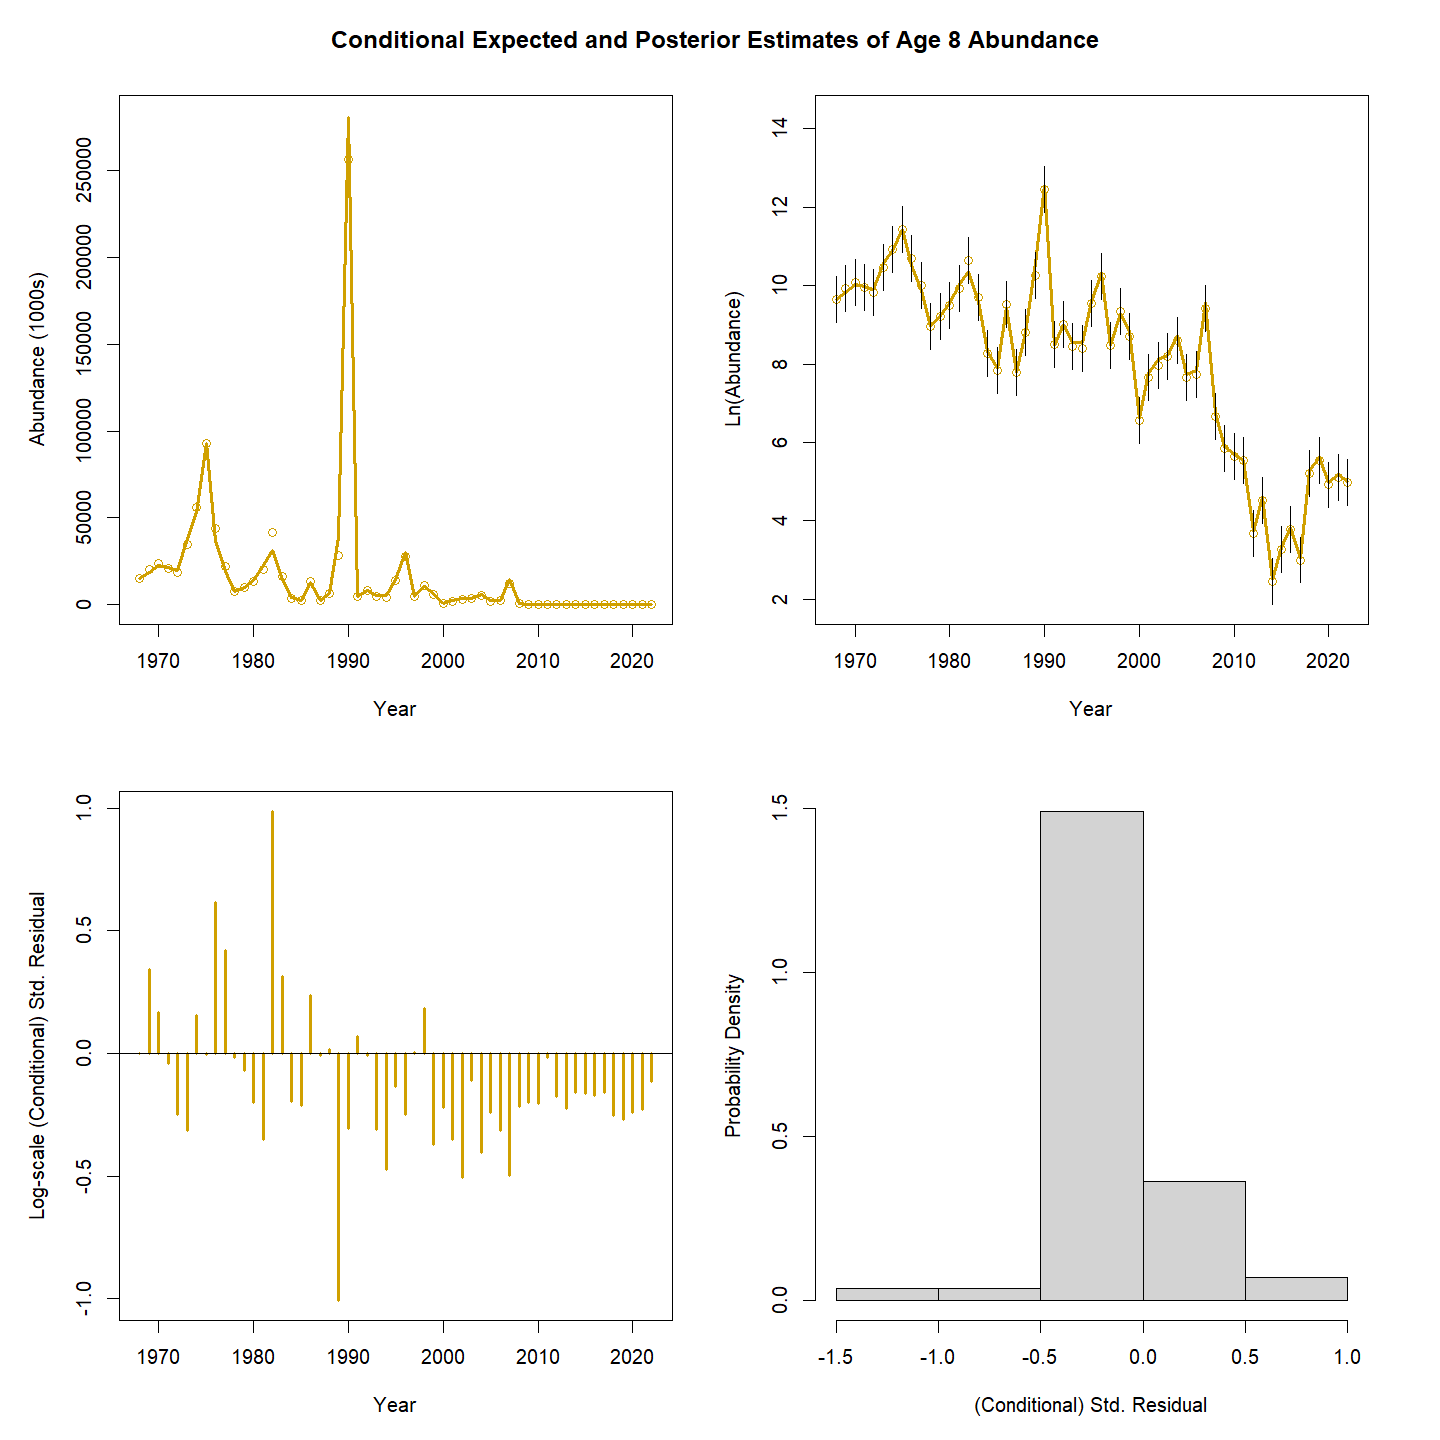 Conditional Expected and Posterior Estimates of Age 8 Abundance
Abundance (1000s)
0 50000 100000 150000 200000 250000
1970 1980 1990 2000 2010 2020
Year
Ln(Abundance)
2 4 6 8 10 12 14
1970 1980 1990 2000 2010 2020
Year
Log-scale (Conditional) Std. Residual
-1.0 -0.5 0.0 0.5 1.0
1970 1980 1990 2000 2010 2020
Year
Probability Density
0.0 0.5 1.0 1.5
-1.5 -1.0 -0.5 0.0 0.5 1.0
(Conditional) Std. Residual